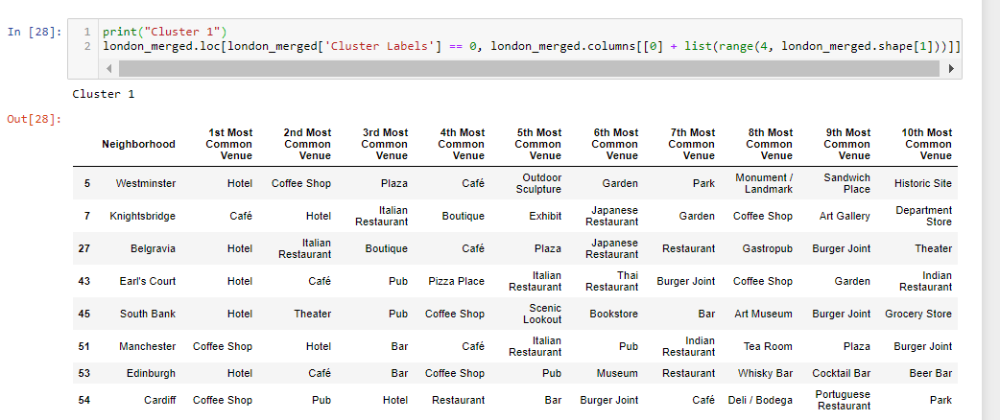 In [28]:
1 print("Cluster 1")
2 london_merged.loc[london_merged['Cluster Labels'] == 0, london_merged.columns[[0] + list(range(4, london_merged.shape[1]))]]
Cluster 1
Out[28]:
Neighborhood 1st Most Common Venue 2nd Most Common Venue 3rd Most Common Venue 4th Most Common Venue 5th Most Common Venue 6th Most Common Venue 7th Most Common Venue 8th Most Common Venue 9th Most Common Venue 10th Most Common Venue
5 Westminster Hotel Coffee Shop Plaza Café Outdoor Sculpture Garden Park Monument / Landmark Sandwich Place Historic Site
7 Knightsbridge Café Hotel Italian Restaurant Boutique Exhibit Japanese Restaurant Garden Coffee Shop Art Gallery Department Store
27 Belgravia Hotel Italian Restaurant Boutique Café Plaza Japanese Restaurant Restaurant Gastropub Burger Joint Theater
43 Earl's Court Hotel Café Pub Pizza Place Italian Restaurant Thai Restaurant Burger Joint Coffee Shop Garden Indian Restaurant
45 South Bank Hotel Theater Pub Coffee Shop Scenic Lookout Bookstore Bar Art Museum Burger Joint Grocery Store
51 Manchester Coffee Shop Hotel Bar Café Italian Restaurant Pub Indian Restaurant Tea Room Plaza Burger Joint
53 Edinburgh Hotel Café Bar Coffee Shop Pub Museum Restaurant Whisky Bar Cocktail Bar Beer Bar
54 Cardiff Coffee Shop Pub Hotel Restaurant Bar Burger Joint Café Deli / Bodega Portuguese Restaurant Park